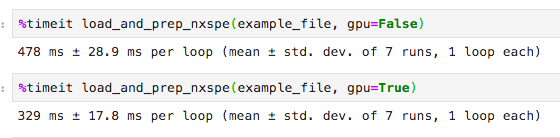 %timeit load_and_prep_nxspe(example_file, gpu=False)
478 ms ± 28.9 ms per loop (mean ± std. dev. of 7 runs, 1 loop each)
%timeit load_and_prep_nxspe(example_file, gpu=True)
329 ms ± 17.8 ms per loop (mean ± std. dev. of 7 runs, 1 loop each)